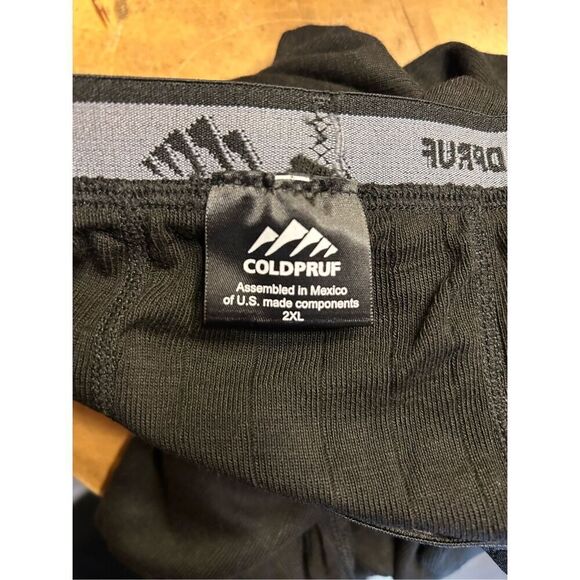 DPRUF
COLDPRUF
Assembled in Mexico
of U.S. made components
2XL